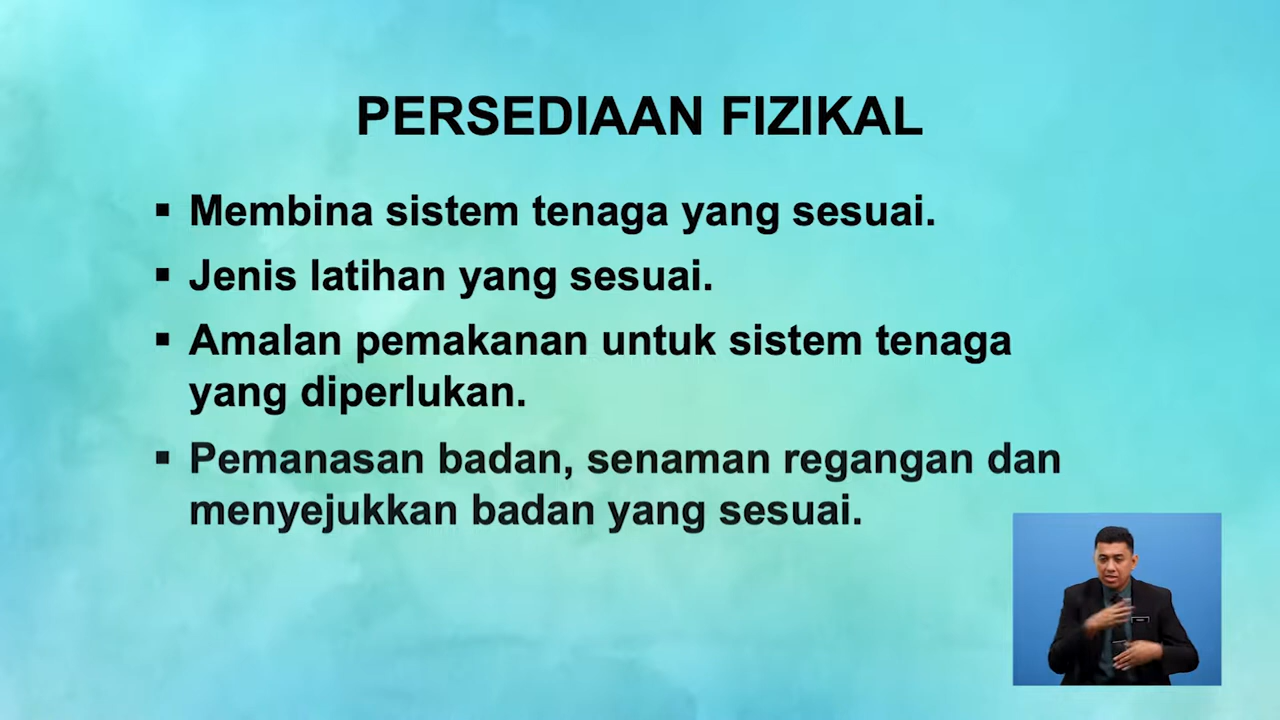 PERSEDIAAN FIZIKAL
▪ Membina sistem tenaga yang sesuai.
▪ Jenis latihan yang sesuai.
▪ Amalan pemakanan untuk sistem tenaga
yang diperlukan.
▪ Pemanasan badan, senaman regangan dan
menyejukkan badan yang sesuai.